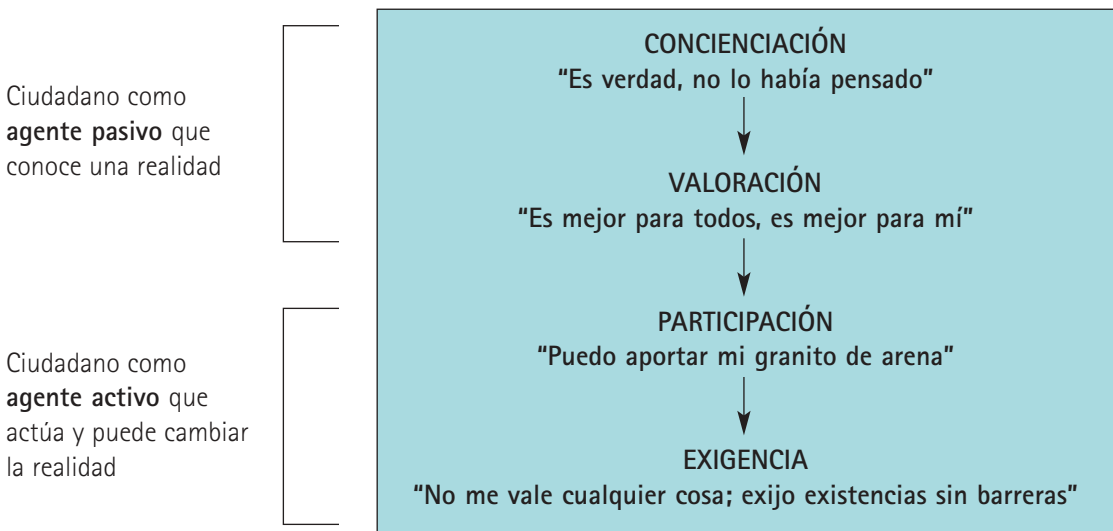 Ciudadano como
agente pasivo que
conoce una realidad
CONCIENCIACIÓN
"Es verdad, no lo había pensado"
VALORACIÓN
"Es mejor para todos, es mejor para mí"
Ciudadano como
agente activo que
actúa y puede cambiar
la realidad
PARTICIPACIÓN
"Puedo aportar mi granito de arena"
EXIGENCIA
"No me vale cualquier cosa; exijo existencias sin barreras"